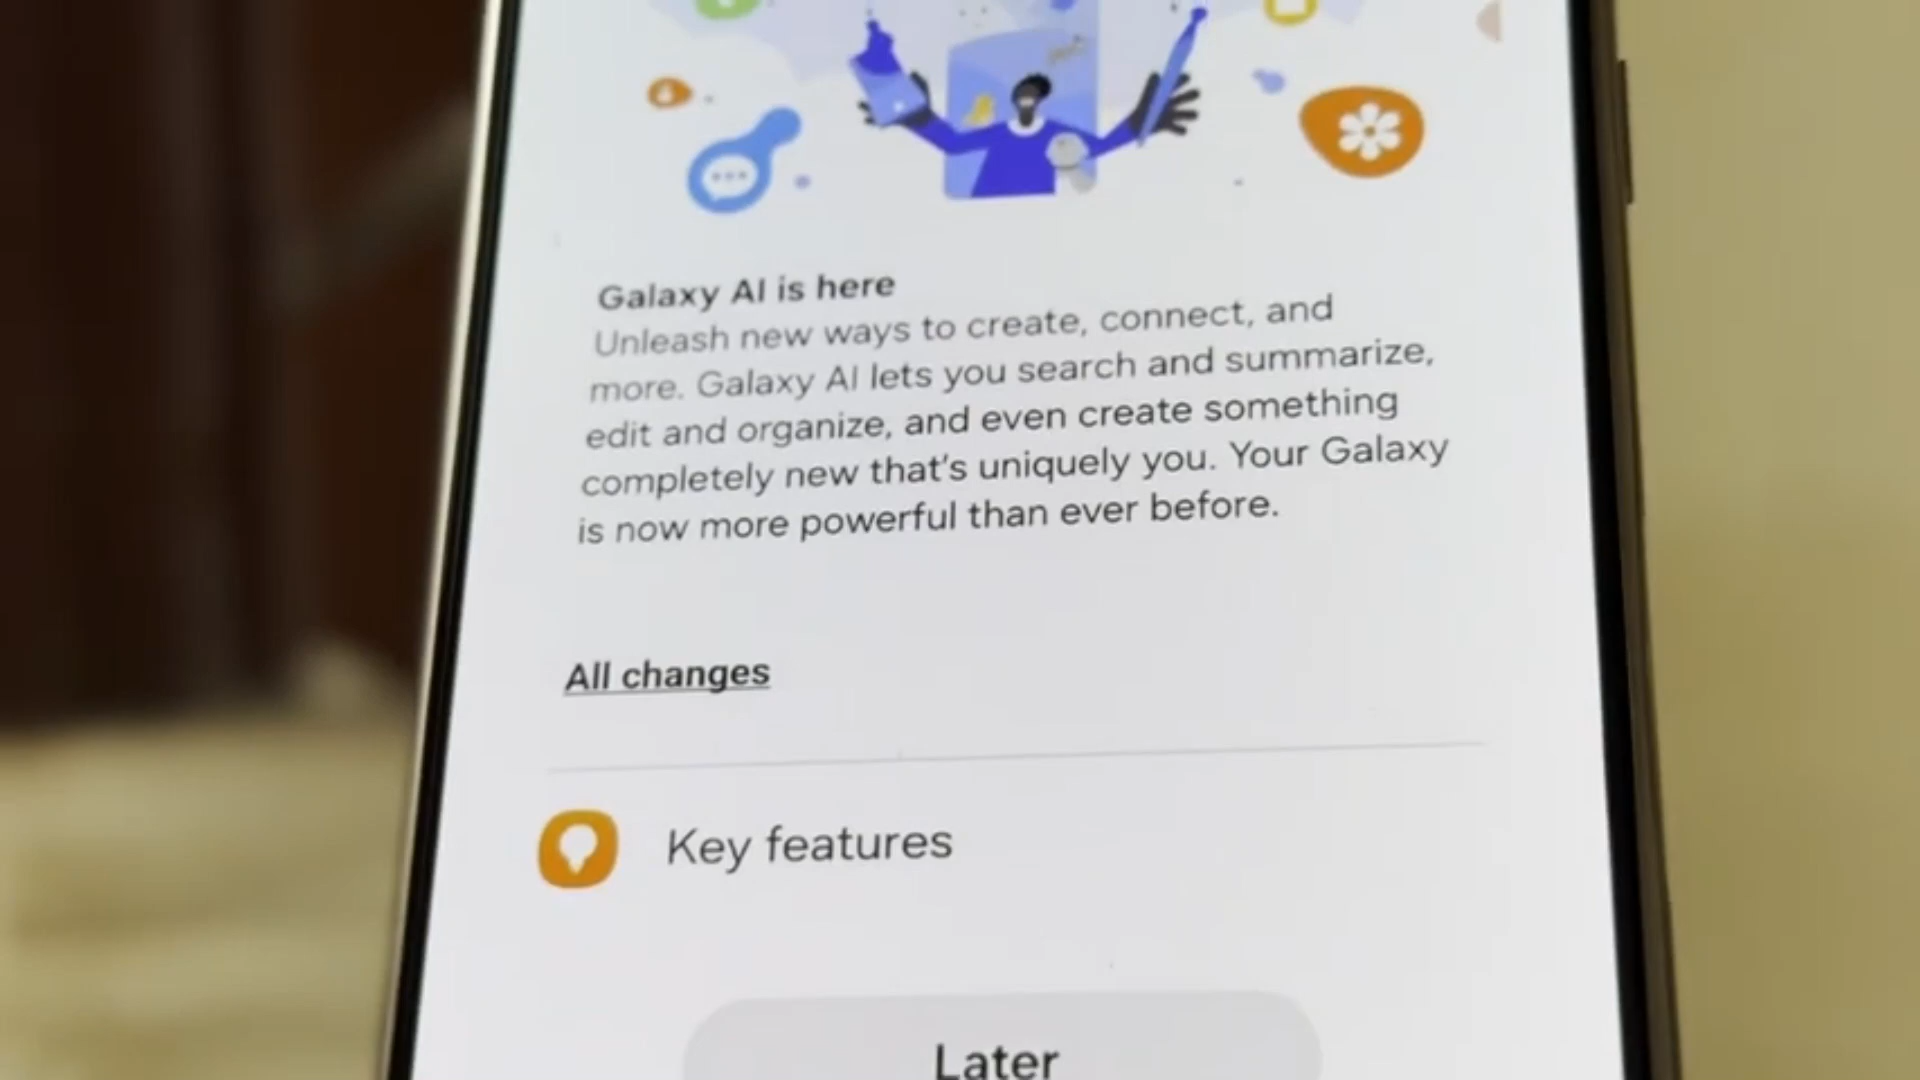 Galaxy AI is here
Unleash new ways to create, connect, and
more. Galaxy AI lets you search and summarize,
edit and organize, and even create something
completely new that's uniquely you. Your Galaxy
is now more powerful than ever before.
All changes
Key features
Later